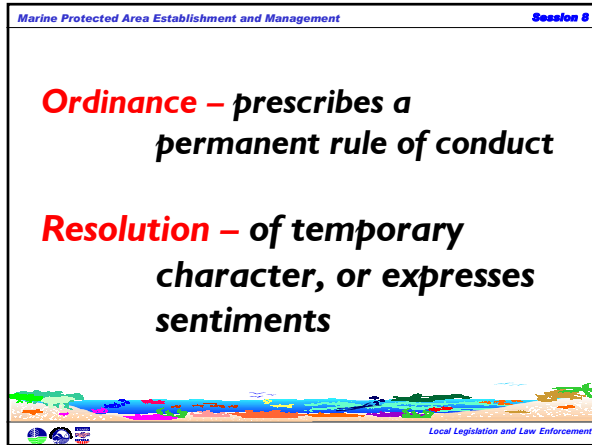 Marine Protected Area Establishment and Management Session 8
Ordinance – prescribes a
permanent rule of conduct
Resolution – of temporary
character, or expresses
sentiments
Local Legislation and Law Enforcement